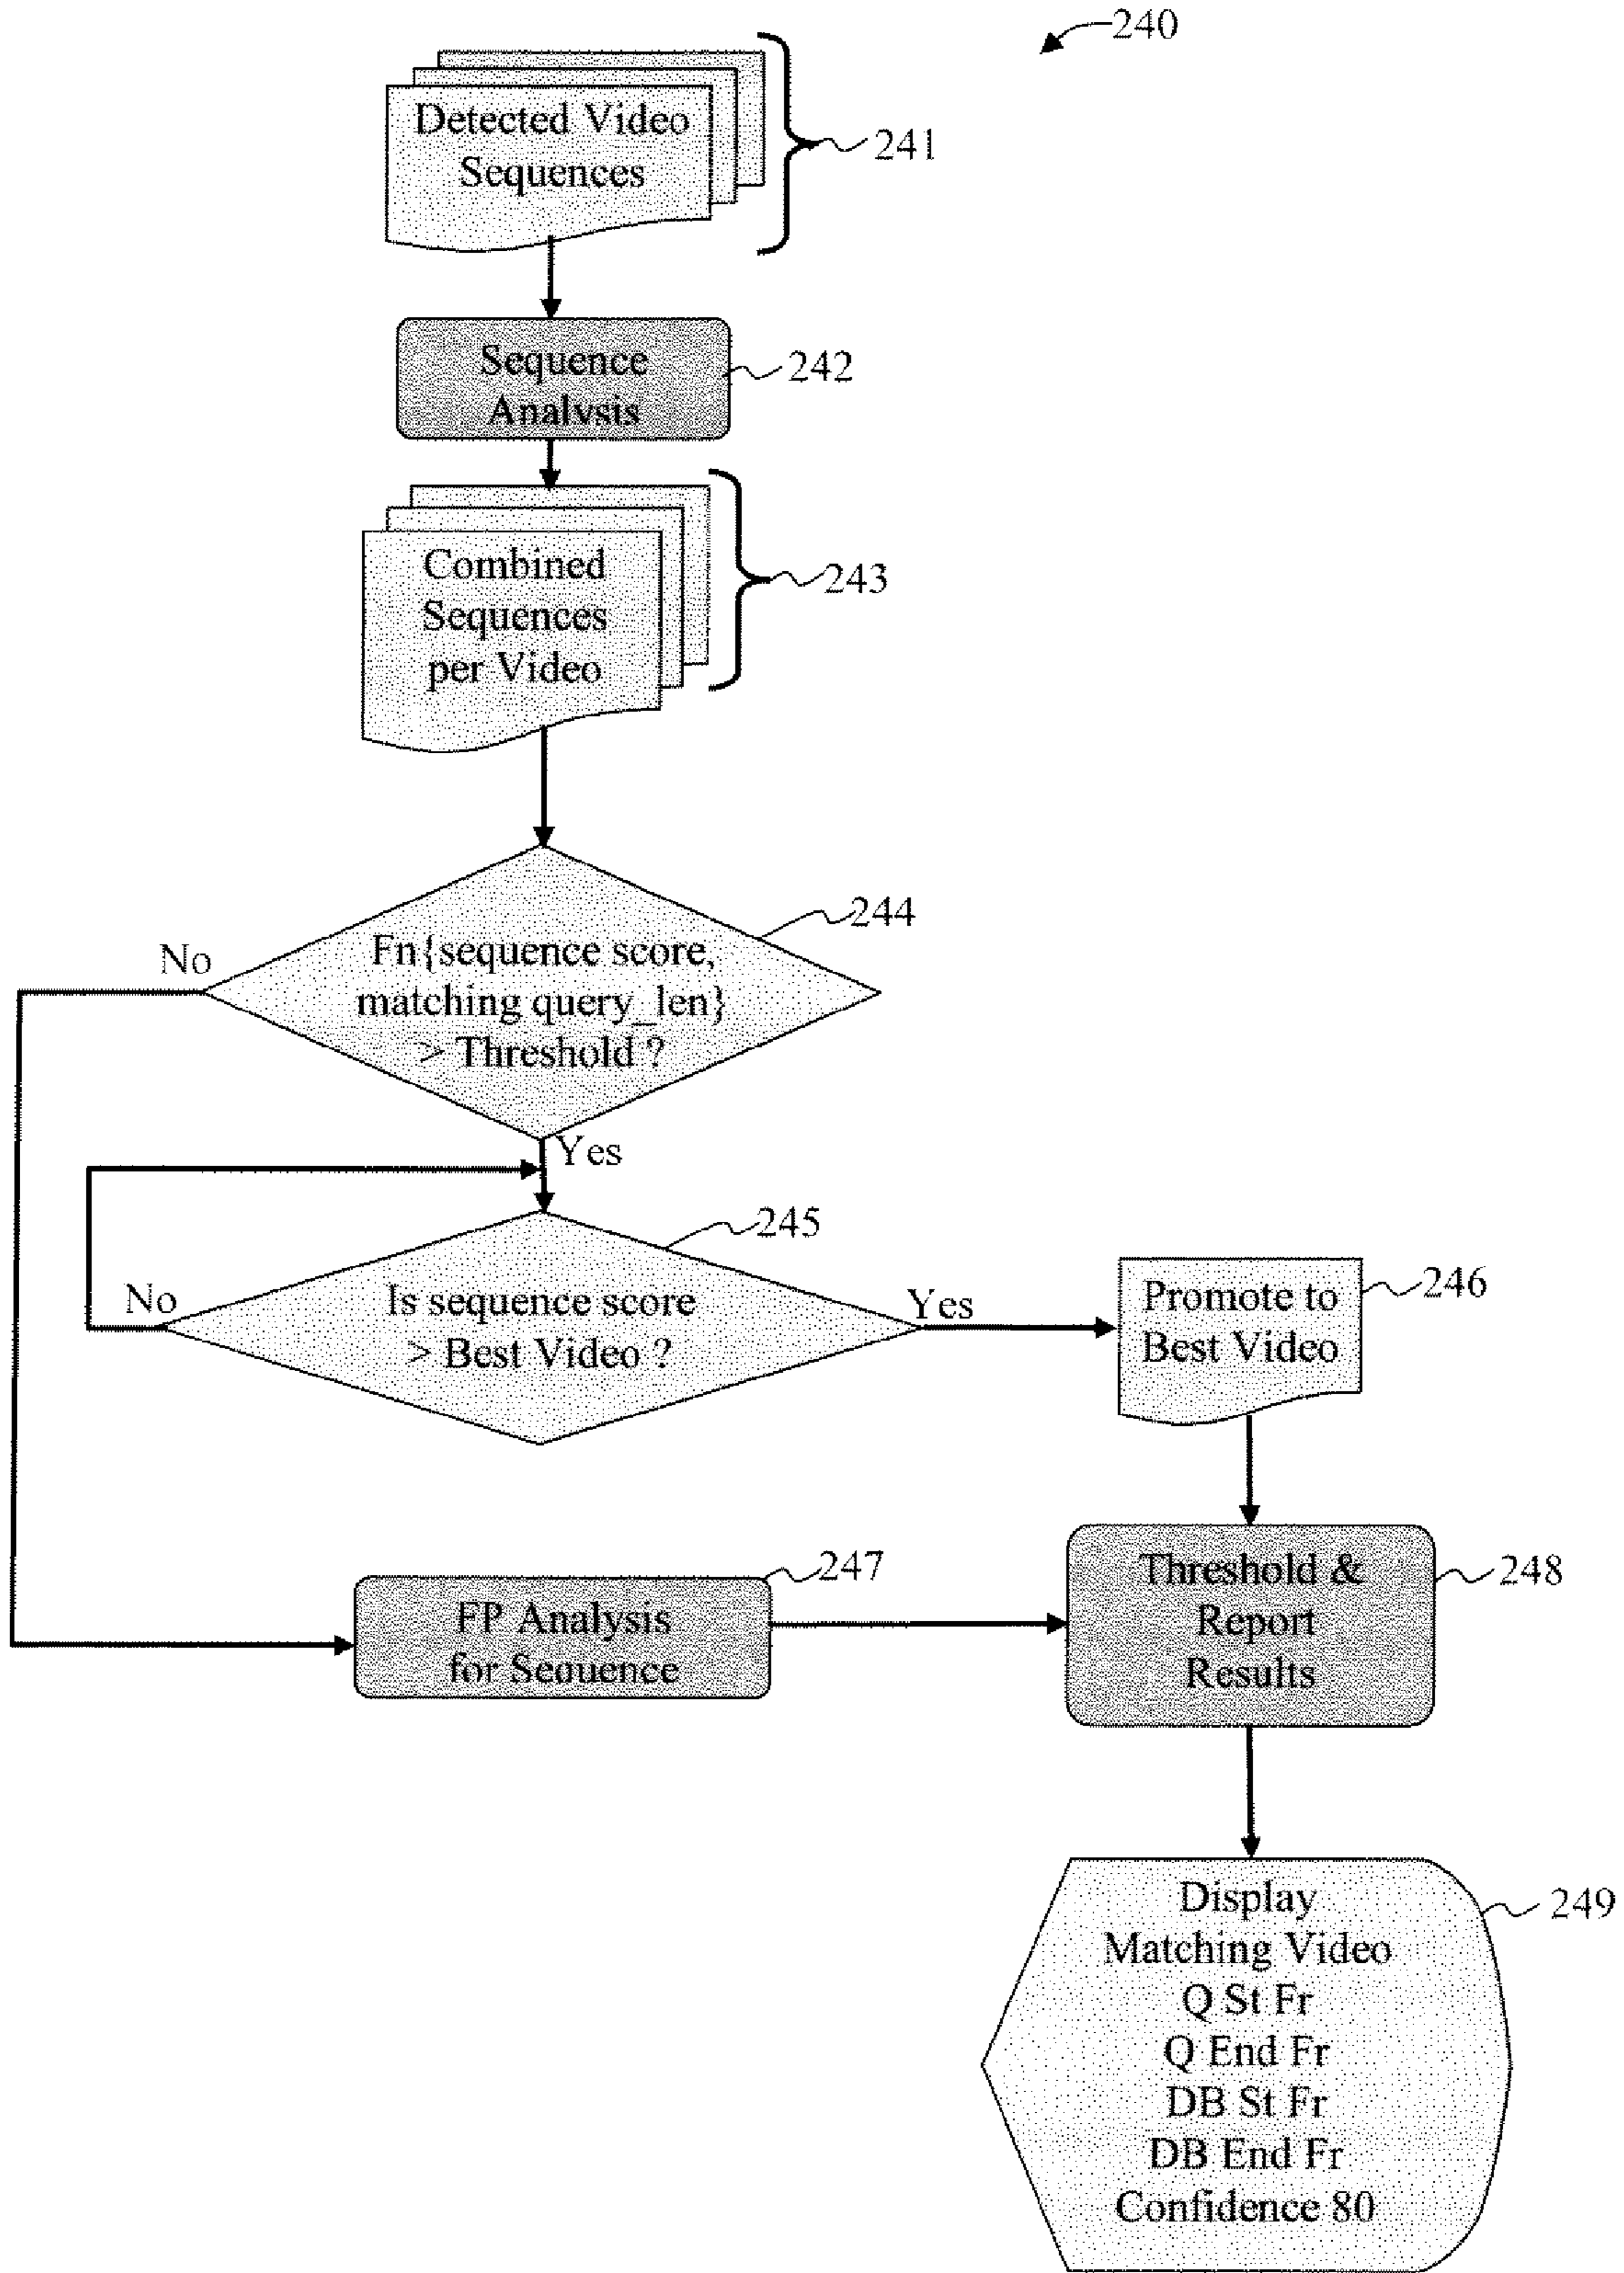 240
Detected Video
Sequences
241
Sequence
Analysis
242
Combined
Sequences
per Video
243
244
No
Fn{sequence score,
matching query_len}
> Threshold ?
Yes
245
No
Is sequence score
> Best Video ?
Yes
Promote to
Best Video
246
247
FP Analysis
for Sequence
Threshold &
Report
Results
248
Display
Matching Video
Q St Fr
Q End Fr
DB St Fr
DB End Fr
Confidence 80
249